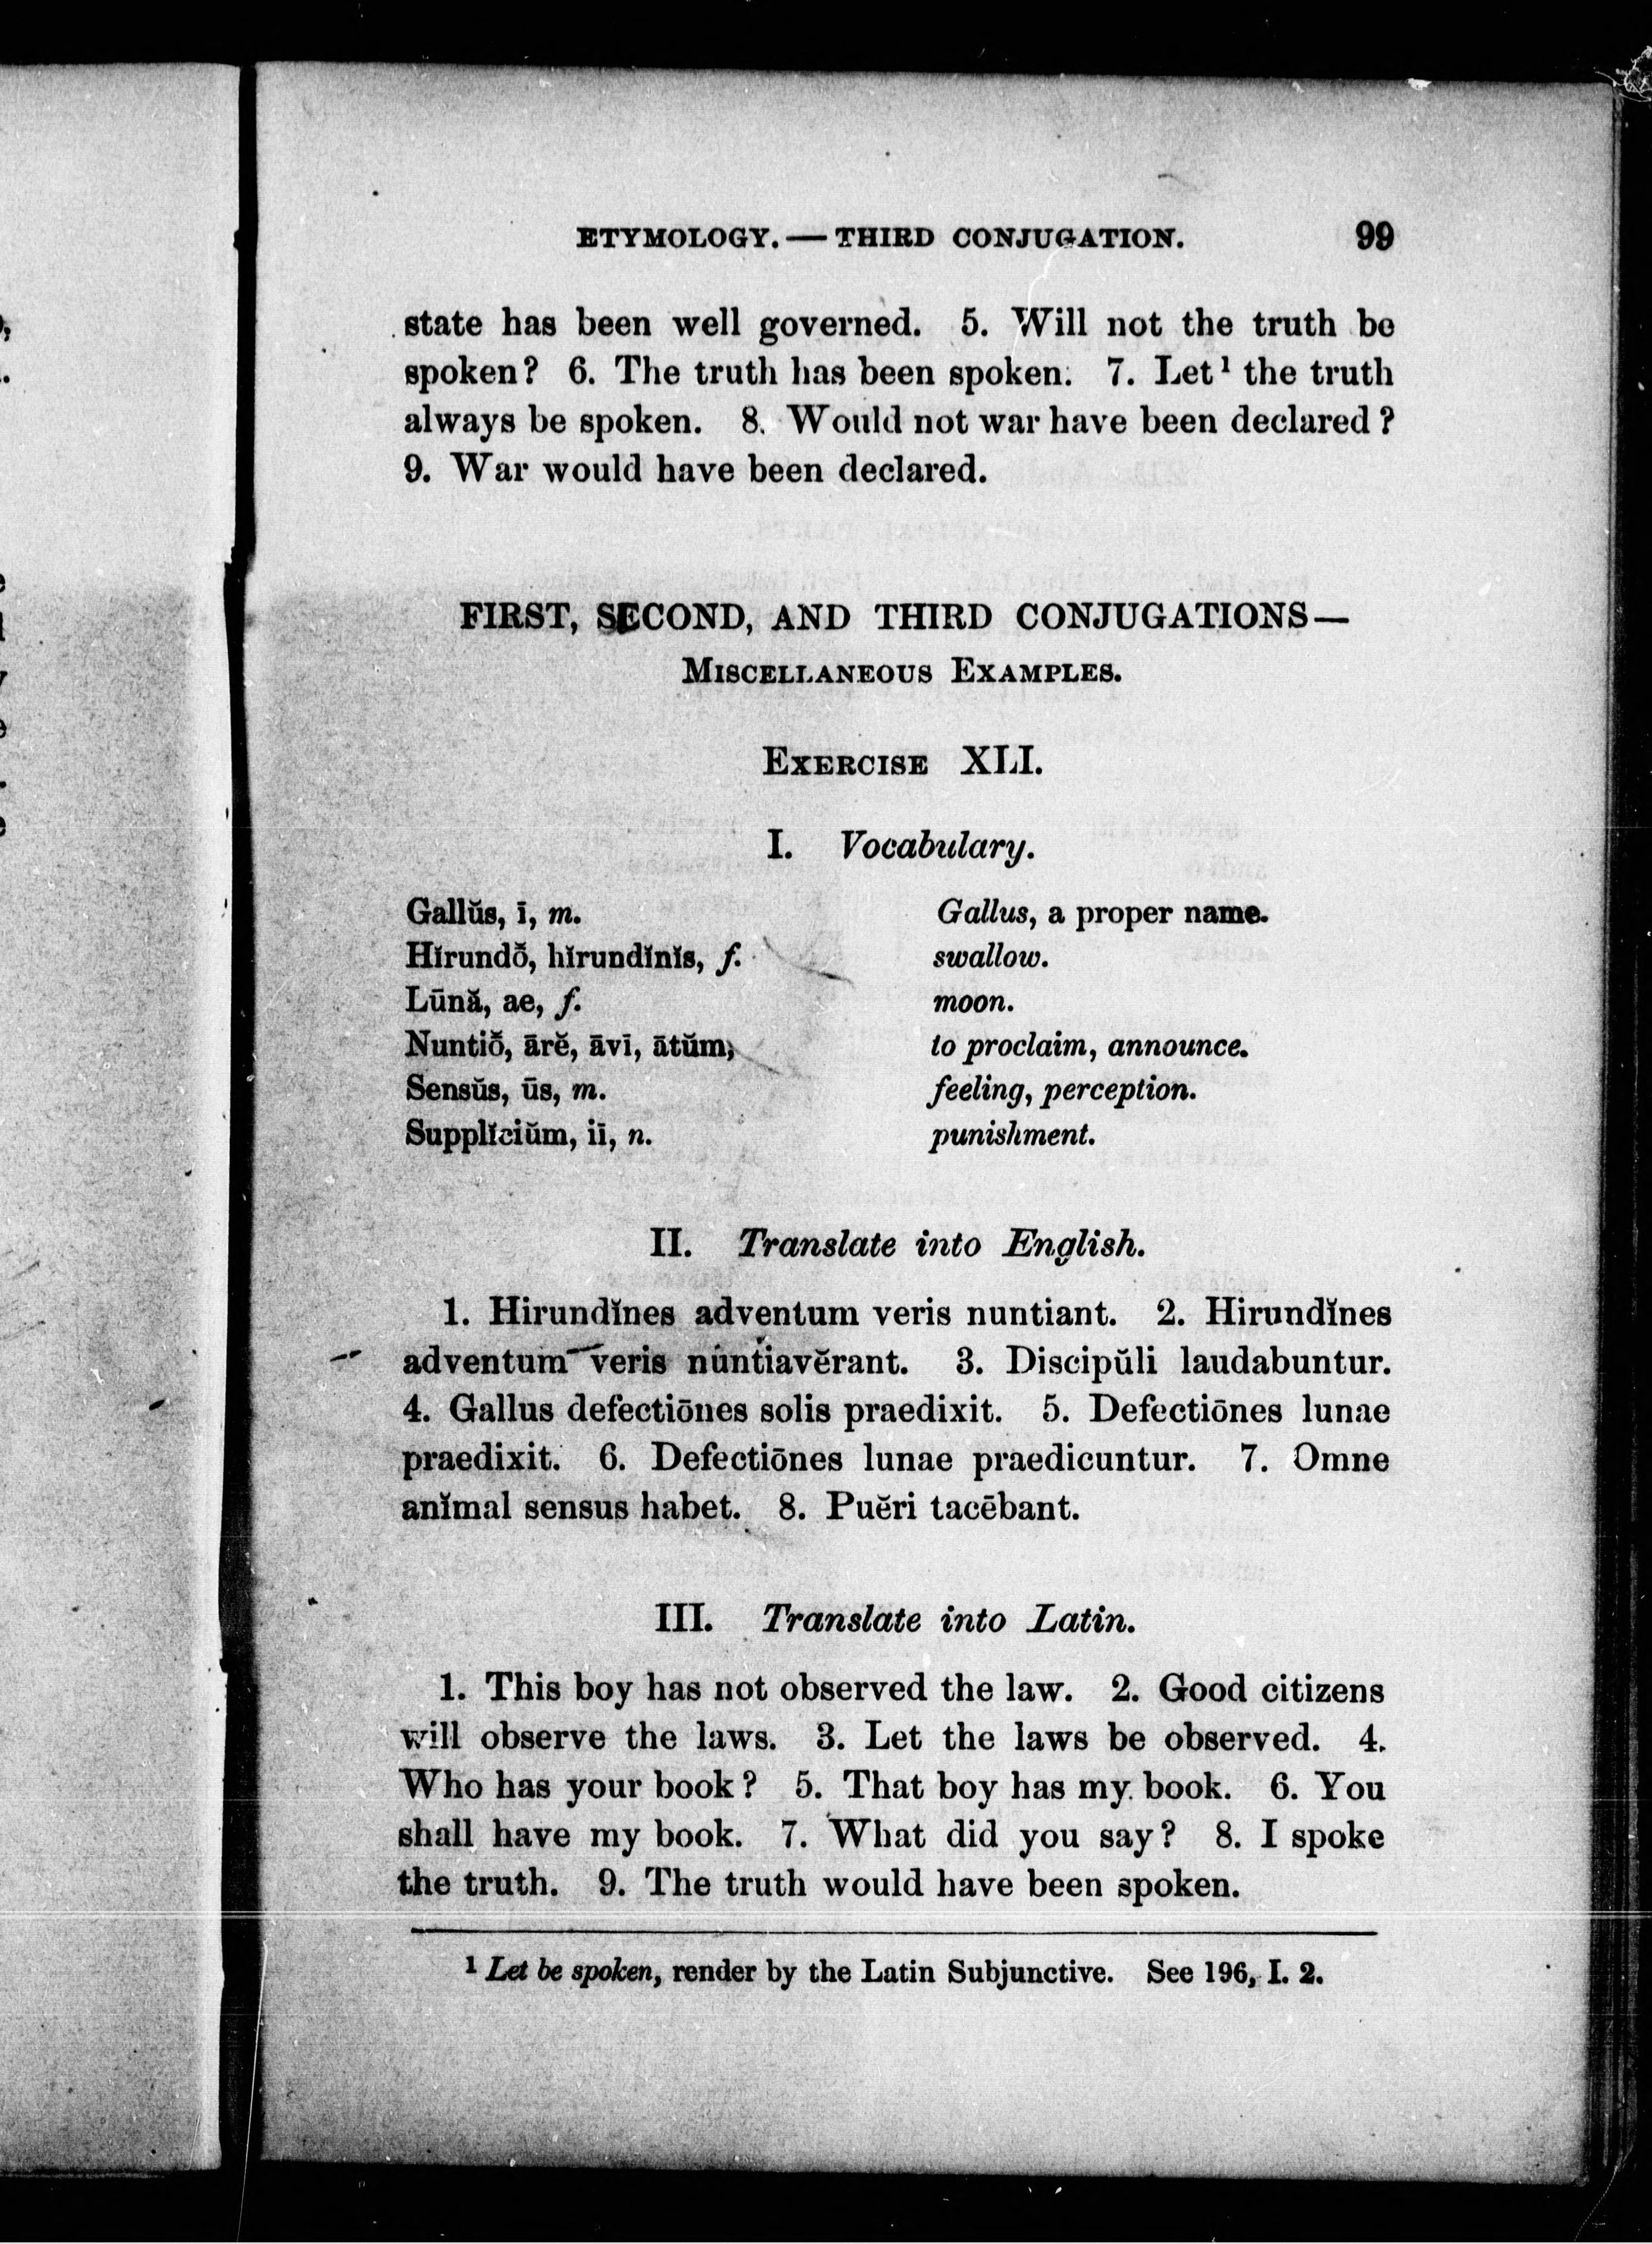 ETYMOLOGY.—THIRD CONJUGATION. 99
state has been well governed. 5. Will not the truth be
spoken? 6. The truth has been spoken. 7. Let¹ the truth
always be spoken. 8. Would not war have been declared?
9. War would have been declared.
FIRST, SECOND, AND THIRD CONJUGATIONS—
MISCELLANEOUS EXAMPLES.
EXERCISE XLI.
I. Vocabulary.
Gallŭs, ī, m. Gallus, a proper name.
Hĭrundŏ, hĭrundĭnĭs, f. swallow.
Lūnă, ae, f. moon.
Nuntiŏ, ārĕ, āvī, ātŭm, to proclaim, announce.
Sensŭs, ūs, m. feeling, perception.
Supplĭciŭm, iī, n. punishment.
II. Translate into English.
1. Hirundĭnes adventum veris nuntiant. 2. Hirundĭnes
adventum veris nuntiavĕrant. 3. Discipŭli laudabuntur.
4. Gallus defectiōnes solis praedixit. 5. Defectiōnes lunae
praedixit. 6. Defectiōnes lunae praedicuntur. 7. Omne
anĭmal sensus habet. 8. Puĕri tacēbant.
III. Translate into Latin.
1. This boy has not observed the law. 2. Good citizens
will observe the laws. 3. Let the laws be observed. 4.
Who has your book? 5. That boy has my book. 6. You
shall have my book. 7. What did you say? 8. I spoke
the truth. 9. The truth would have been spoken.
¹ Let be spoken, render by the Latin Subjunctive. See 196, I. 2.